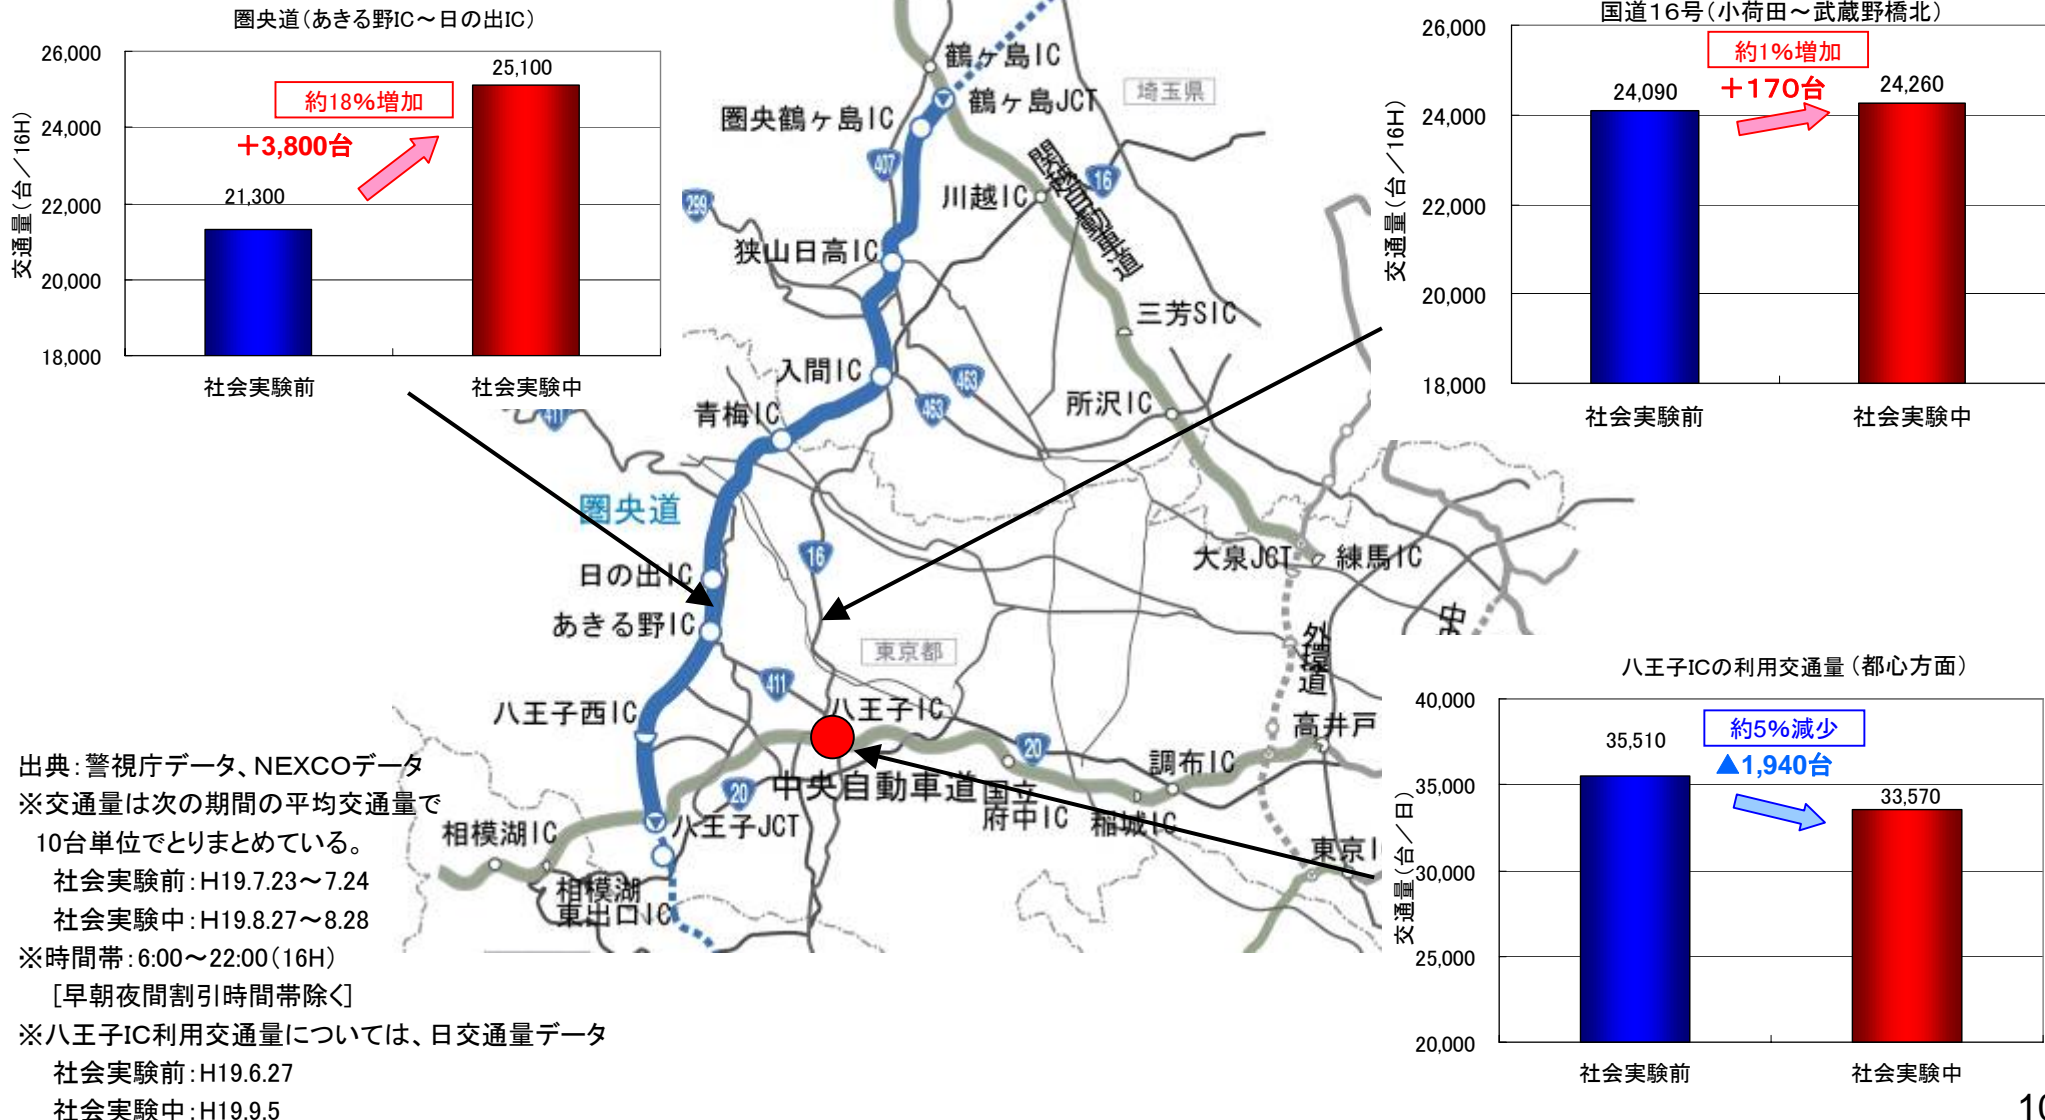 圏央道（あきる野IC～日の出IC）
交通量（台／16H）
26,000
24,000
22,000
20,000
18,000
約18%増加
＋3,800台
21,300
25,100
社会実験前
社会実験中
国道１６号（小荷田～武蔵野橋北）
交通量（台／16H）
26,000
24,000
22,000
20,000
18,000
約1%増加
＋170台
24,090
24,260
社会実験前
社会実験中
鶴ヶ島IC
鶴ヶ島JCT
埼玉県
圏央鶴ヶ島IC
407
関越自動車道
16
川越IC
299
狭山日高IC
三芳SIC
入間IC
463
463
所沢IC
青梅IC
411
圏央道
16
大泉JCT
練馬IC
日の出IC
あきる野IC
東京都
外環道
中
411
八王子IC
八王子西IC
20
高井戸
調布IC
中央自動車道
国立
府中IC
稲城IC
20
八王子JCT
相模湖IC
東京I
相模湖
東出口IC
八王子ICの利用交通量（都心方面）
交通量（台／日）
40,000
35,000
30,000
25,000
20,000
約5%減少
▲1,940台
35,510
33,570
社会実験前
社会実験中
出典：警視庁データ、NEXCOデータ
※交通量は次の期間の平均交通量で
10台単位でとりまとめている。
社会実験前：H19.7.23～7.24
社会実験中：H19.8.27～8.28
※時間帯：6:00～22:00（16H）
［早朝夜間割引時間帯除く］
※八王子IC利用交通量については、日交通量データ
社会実験前：H19.6.27
社会実験中：H19.9.5